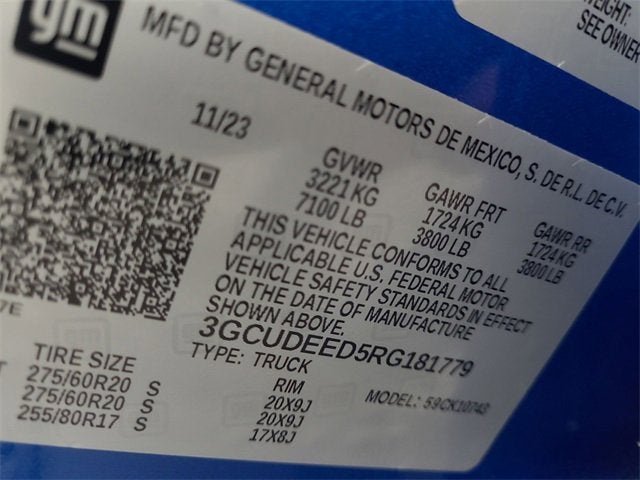 gm
MFD BY GENERAL MOTORS DE MEXICO, S. DE R.L. DE C.V.
11/23
GVWR GAWR FRT GAWR RR
3221 KG 1724 KG 1724 KG
7100 LB 3800 LB 3800 LB
THIS VEHICLE CONFORMS TO ALL
APPLICABLE U.S. FEDERAL MOTOR
VEHICLE SAFETY STANDARDS IN EFFECT
ON THE DATE OF MANUFACTURE
SHOWN ABOVE.
3GCUDEED5RG181779
TYPE: TRUCK
MODEL: 59CK10743
TIRE SIZE RIM
275/60R20 S 20X9J
275/60R20 S 20X9J
255/80R17 S 17X8J
WEIGHT:
SEE OWNER